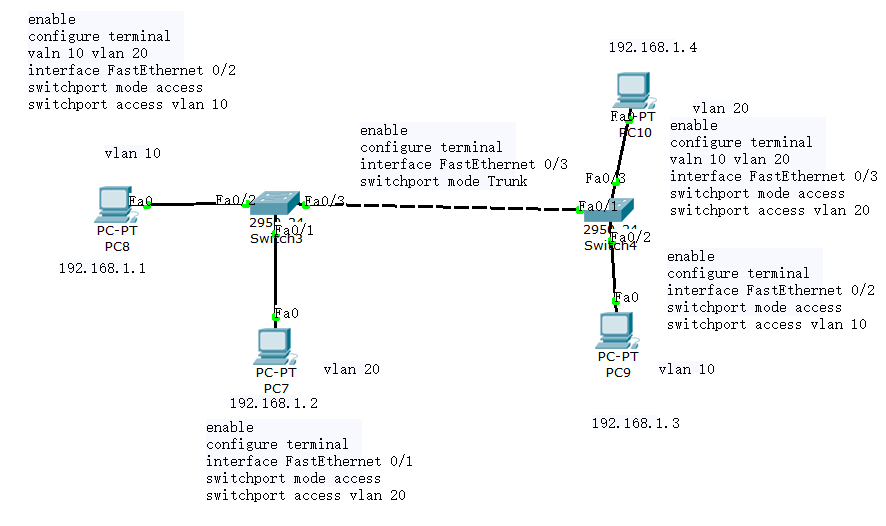 enable
configure terminal
valn 10 vlan 20
interface FastEthernet 0/2
switchport mode access
switchport access vlan 10
vlan 10
Fa0
PC-PT
PC8
192.168.1.1
Fa0/2
Fa0/3
Switch3
Fa0/1
Fa0
PC-PT
PC7
vlan 20
192.168.1.2
enable
configure terminal
interface FastEthernet 0/1
switchport mode access
switchport access vlan 20
enable
configure terminal
interface FastEthernet 0/3
switchport mode Trunk
192.168.1.4
Fa0
PC10
vlan 20
enable
configure terminal
valn 10 vlan 20
interface FastEthernet 0/3
switchport mode access
switchport access vlan 20
Fa0/3
Fa0/1
Switch4
Fa0/2
enable
configure terminal
interface FastEthernet 0/2
switchport mode access
switchport access vlan 10
Fa0
PC-PT
PC9
vlan 10
192.168.1.3